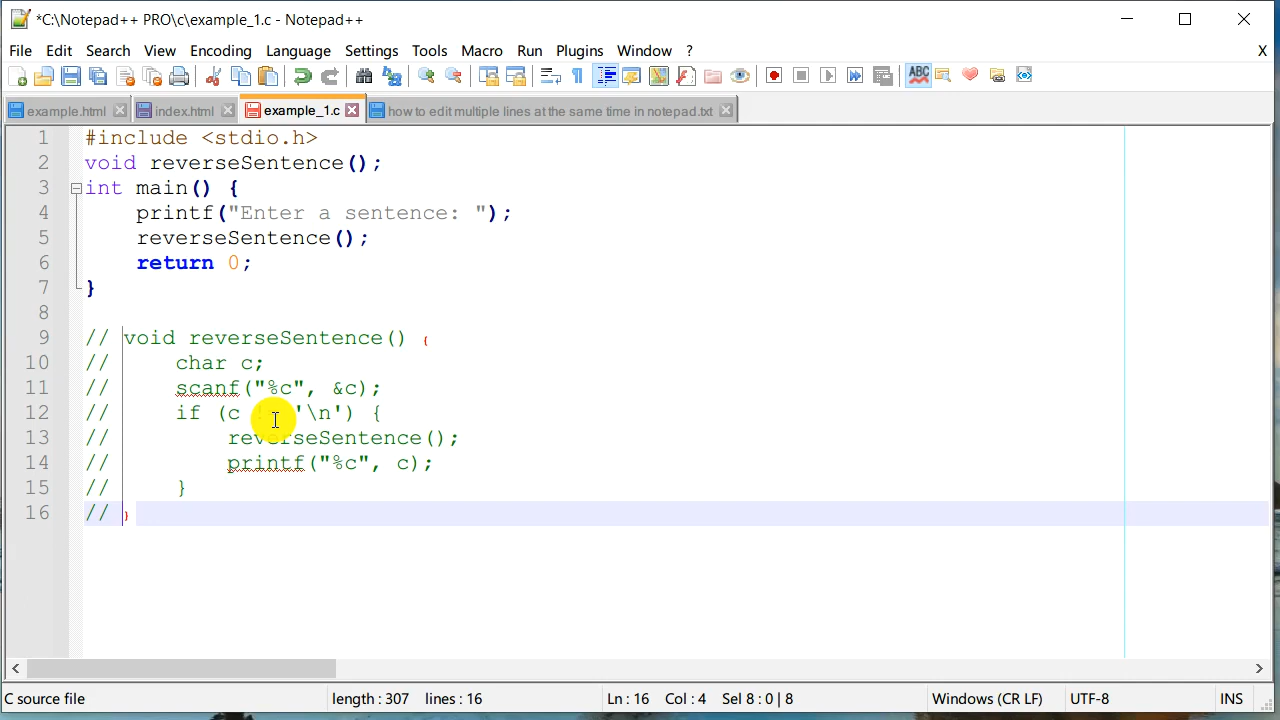 *C:\Notepad++ PRO\c\example_1.c - Notepad++
File Edit Search View Encoding Language Settings Tools Macro Run Plugins Window ? X
example.html index.html example_1.c how to edit multiple lines at the same time in notepad.txt
1 #include <stdio.h>
2 void reverseSentence();
3 int main() {
4 printf("Enter a sentence: ");
5 reverseSentence();
6 return 0;
7 }
8
9 // void reverseSentence() {
10 // char c;
11 // scanf("%c", &c);
12 // if (c != '\n') {
13 // reverseSentence();
14 // printf("%c", c);
15 // }
16 // }
C source file length : 307 lines : 16 Ln : 16 Col : 4 Sel 8 : 0 | 8 Windows (CR LF) UTF-8 INS